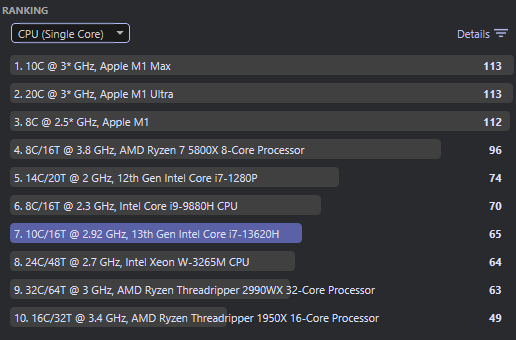 RANKING
CPU (Single Core)
Details
1. 10C @ 3* GHz, Apple M1 Max 113
2. 20C @ 3* GHz, Apple M1 Ultra 113
3. 8C @ 2.5* GHz, Apple M1 112
4. 8C/16T @ 3.8 GHz, AMD Ryzen 7 5800X 8-Core Processor 96
5. 14C/20T @ 2 GHz, 12th Gen Intel Core i7-1280P 74
6. 8C/16T @ 2.3 GHz, Intel Core i9-9880H CPU 70
7. 10C/16T @ 2.92 GHz, 13th Gen Intel Core i7-13620H 65
8. 24C/48T @ 2.7 GHz, Intel Xeon W-3265M CPU 64
9. 32C/64T @ 3 GHz, AMD Ryzen Threadripper 2990WX 32-Core Processor 63
10. 16C/32T @ 3.4 GHz, AMD Ryzen Threadripper 1950X 16-Core Processor 49